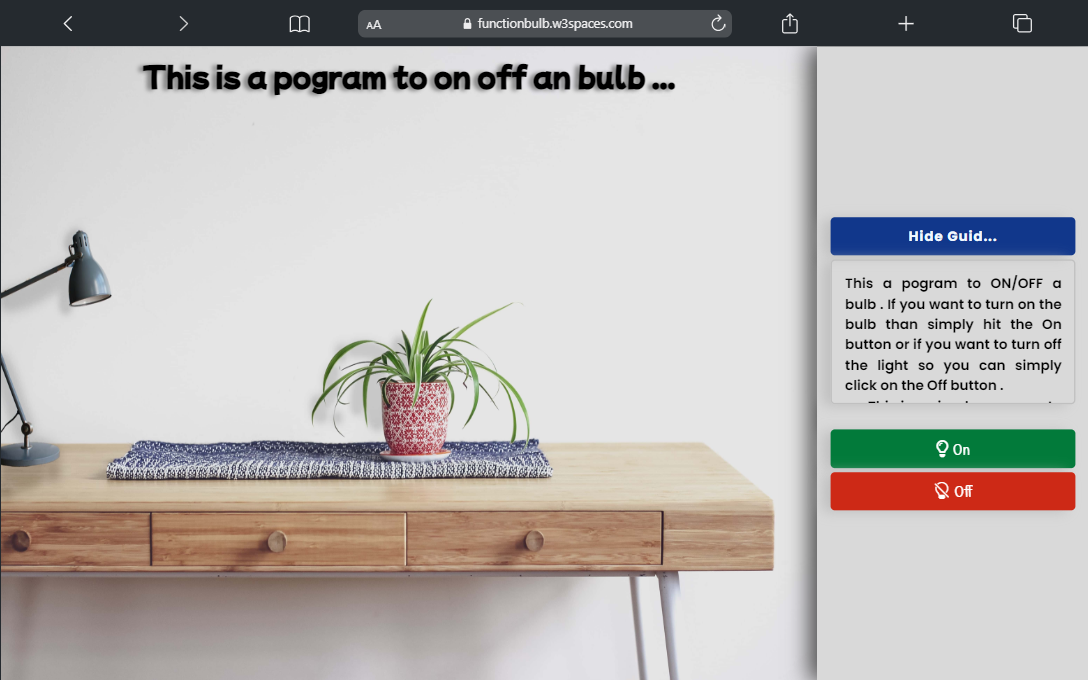 AA functionbulb.w3spaces.com
This is a pogram to on off an bulb ...
Hide Guid...
This a pogram to ON/OFF a
bulb . If you want to turn on the
bulb than simply hit the On
button or if you want to turn off
the light so you can simply
click on the Off button .
On
Off